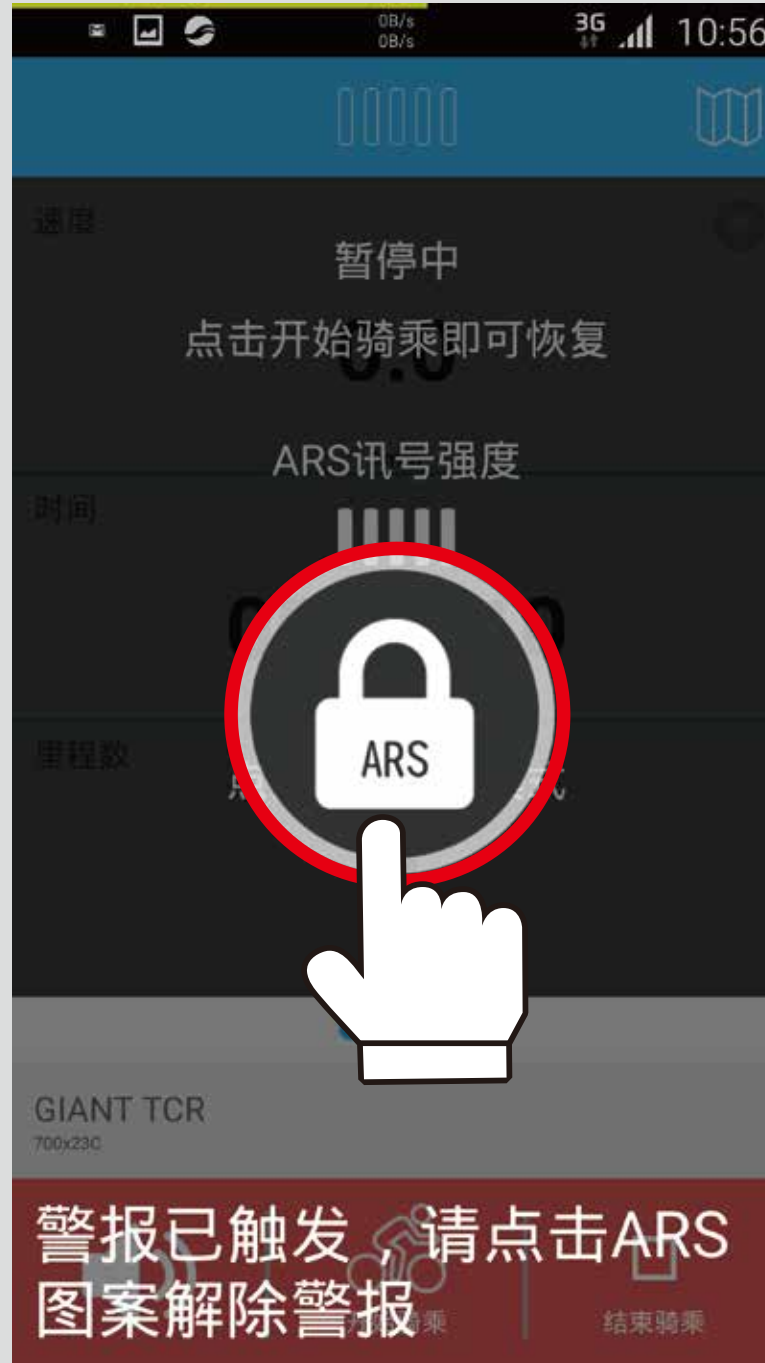 0B/s
0B/s
3G
10:56
速度
暂停中
点击开始骑乘即可恢复
0.0
ARS讯号强度
时间
ARS
里程数
GIANT TCR
700x23C
警报已触发，请点击ARS
图案解除警报
结束骑乘